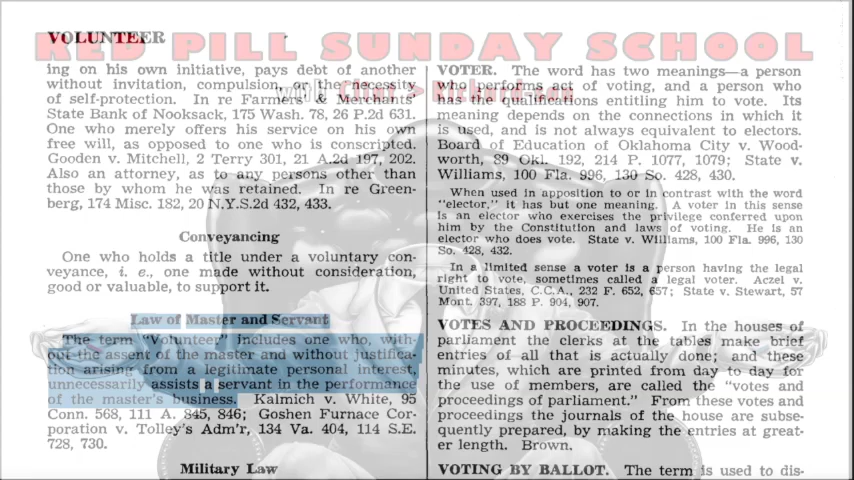 VOLUNTEER
RED PILL SUNDAY SCHOOL
ing on his own initiative, pays debt of another
without invitation, compulsion, or the necessity
of self-protection. In re Farmers' & Merchants'
State Bank of Nooksack, 175 Wash. 78, 26 P.2d 631.
One who merely offers his service on his own
free will, as opposed to one who is conscripted.
Gooden v. Mitchell, 2 Terry 301, 21 A.2d 197, 202.
Also an attorney, as to any persons other than
those by whom he was retained. In re Green-
berg, 174 Misc. 182, 20 N.Y.S.2d 432, 433.
Conveyancing
One who holds a title under a voluntary con-
veyance, i. e., one made without consideration,
good or valuable, to support it.
Law of Master and Servant
The term "Volunteer" includes one who, with-
out the assent of the master and without justifica-
tion arising from a legitimate personal interest,
unnecessarily assists a servant in the performance
of the master's business. Kalmich v. White, 95
Conn. 568, 111 A. 845, 846; Goshen Furnace Cor-
poration v. Tolley's Adm'r, 134 Va. 404, 114 S.E.
728, 730.
Military Law
VOTER. The word has two meanings—a person
who performs act of voting, and a person who
has the qualifications entitling him to vote. Its
meaning depends on the connections in which it
is used, and is not always equivalent to electors.
Board of Education of Oklahoma City v. Wood-
worth, 89 Okl. 192, 214 P. 1077, 1079; State v.
Williams, 100 Fla. 996, 130 So. 428, 430.
When used in apposition to or in contrast with the word
"elector," it has but one meaning. A voter in this sense
is an elector who exercises the privilege conferred upon
him by the Constitution and laws of voting. He is an
elector who does vote. State v. Williams, 100 Fla. 996, 130
So. 428, 432.
In a limited sense a voter is a person having the legal
right to vote, sometimes called a legal voter. Aczel v.
United States, C.C.A., 232 F. 652, 657; State v. Stewart, 57
Mont. 397, 188 P. 904, 907.
VOTES AND PROCEEDINGS. In the houses of
parliament the clerks at the tables make brief
entries of all that is actually done; and these
minutes, which are printed from day to day for
the use of members, are called the "votes and
proceedings of parliament." From these votes and
proceedings the journals of the house are subse-
quently prepared, by making the entries at great-
er length. Brown.
VOTING BY BALLOT. The term is used to dis-